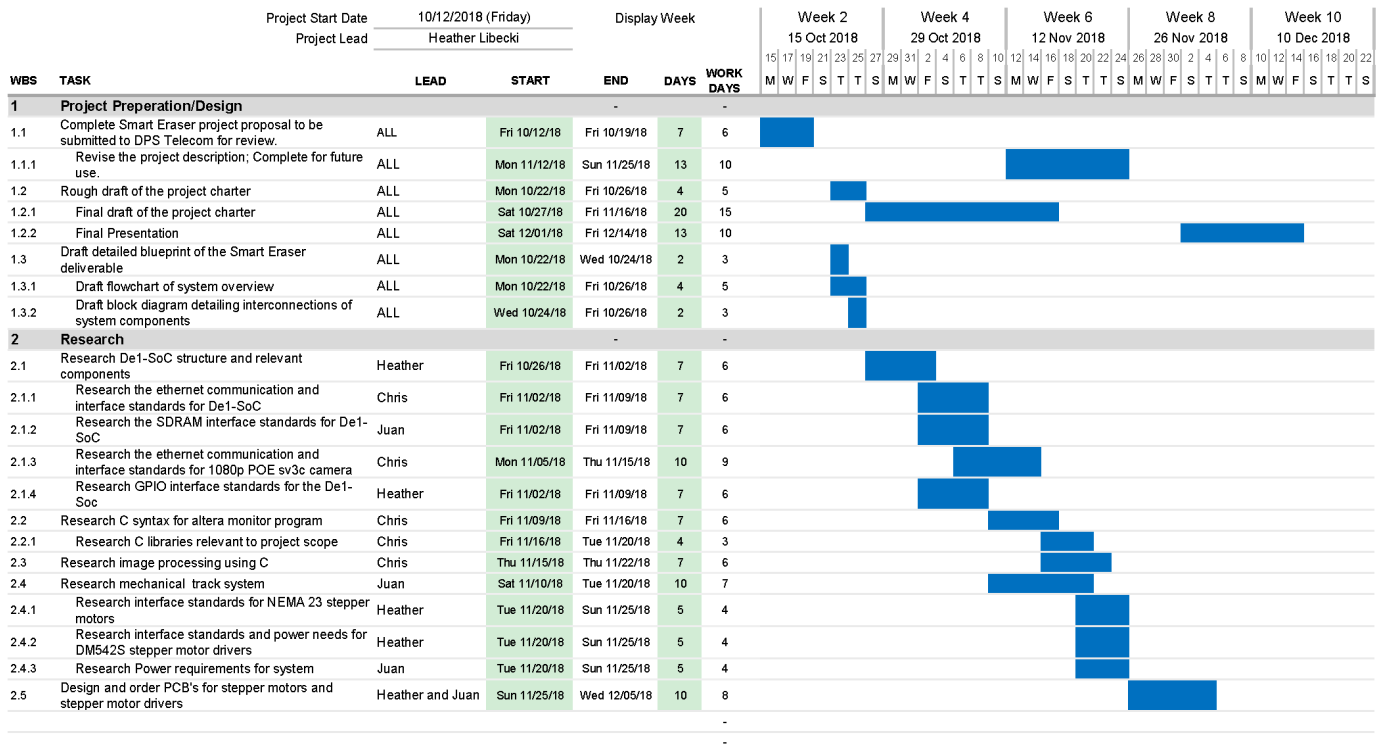 Project Start Date 10/12/2018 (Friday) Display Week Week 2 Week 4 Week 6 Week 8 Week 10
Project Lead Heather Libecki 15 Oct 2018 29 Oct 2018 12 Nov 2018 26 Nov 2018 10 Dec 2018
15 17 19 21 23 25 27 29 31 2 4 6 8 10 12 14 16 18 20 22 24 26 28 30 2 4 6 8 10 12 14 16 18 20 22
WBS TASK LEAD START END DAYS WORK DAYS M W F S T T S M W F S T T S M W F S T T S M W F S T T S M W F S T T S
1 Project Preperation/Design - -
1.1 Complete Smart Eraser project proposal to be
submitted to DPS Telecom for review. ALL Fri 10/12/18 Fri 10/19/18 7 6
1.1.1 Revise the project description; Complete for future
use. ALL Mon 11/12/18 Sun 11/25/18 13 10
1.2 Rough draft of the project charter ALL Mon 10/22/18 Fri 10/26/18 4 5
1.2.1 Final draft of the project charter ALL Sat 10/27/18 Fri 11/16/18 20 15
1.2.2 Final Presentation ALL Sat 12/01/18 Fri 12/14/18 13 10
1.3 Draft detailed blueprint of the Smart Eraser
deliverable ALL Mon 10/22/18 Wed 10/24/18 2 3
1.3.1 Draft flowchart of system overview ALL Mon 10/22/18 Fri 10/26/18 4 5
1.3.2 Draft block diagram detailing interconnections of
system components ALL Wed 10/24/18 Fri 10/26/18 2 3
2 Research - -
2.1 Research De1-SoC structure and relevant
components Heather Fri 10/26/18 Fri 11/02/18 7 6
2.1.1 Research the ethernet communication and
interface standards for De1-SoC Chris Fri 11/02/18 Fri 11/09/18 7 6
2.1.2 Research the SDRAM interface standards for De1-
SoC Juan Fri 11/02/18 Fri 11/09/18 7 6
2.1.3 Research the ethernet communication and
interface standards for 1080p POE sv3c camera Chris Mon 11/05/18 Thu 11/15/18 10 9
2.1.4 Research GPIO interface standards for the De1-
Soc Heather Fri 11/02/18 Fri 11/09/18 7 6
2.2 Research C syntax for altera monitor program Chris Fri 11/09/18 Fri 11/16/18 7 6
2.2.1 Research C libraries relevant to project scope Chris Fri 11/16/18 Tue 11/20/18 4 3
2.3 Research image processing using C Chris Thu 11/15/18 Thu 11/22/18 7 6
2.4 Research mechanical track system Juan Sat 11/10/18 Tue 11/20/18 10 7
2.4.1 Research interface standards for NEMA 23 stepper
motors Heather Tue 11/20/18 Sun 11/25/18 5 4
2.4.2 Research interface standards and power needs for
DM542S stepper motor drivers Heather Tue 11/20/18 Sun 11/25/18 5 4
2.4.3 Research Power requirements for system Juan Tue 11/20/18 Sun 11/25/18 5 4
2.5 Design and order PCB's for stepper motors and
stepper motor drivers Heather and Juan Sun 11/25/18 Wed 12/05/18 10 8
-
-